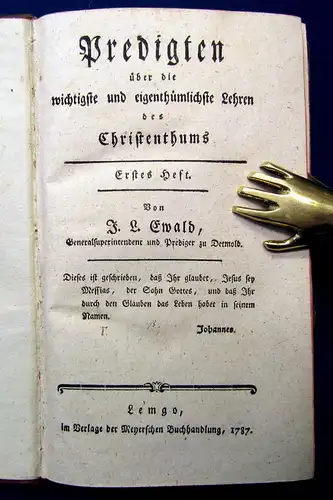 Predigten
über die
wichtigste und eigenthümlichste Lehren
des
Christenthums
Erstes Heft.
Von
J. L. Ewald,
Generalsuperintendent und Prediger zu Detmold.
Dieses ist geschrieben, daß Ihr glaubet, Jesus sey
Messias, der Sohn Gottes, und daß Ihr
durch den Glauben das Leben habet in seinem
Namen.
Johannes.
Lemgo,
im Verlage der Meyerschen Buchhandlung, 1787.